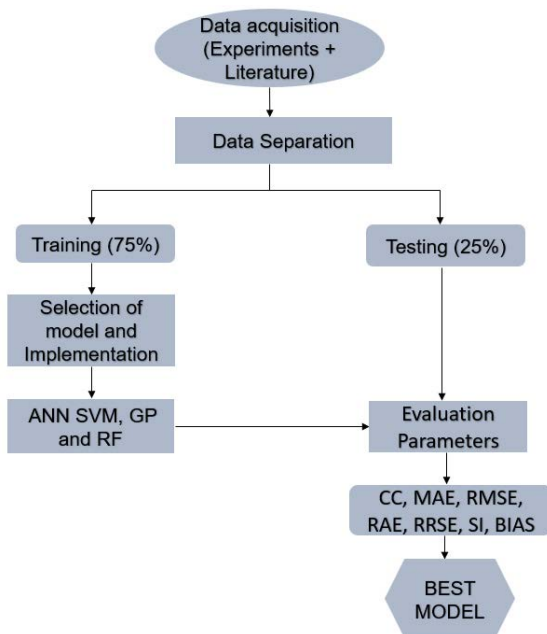 Data acquisition
(Experiments +
Literature)
Data Separation
Training (75%)
Testing (25%)
Selection of
model and
Implementation
ANN SVM, GP
and RF
Evaluation
Parameters
CC, MAE, RMSE,
RAE, RRSE, SI, BIAS
BEST
MODEL